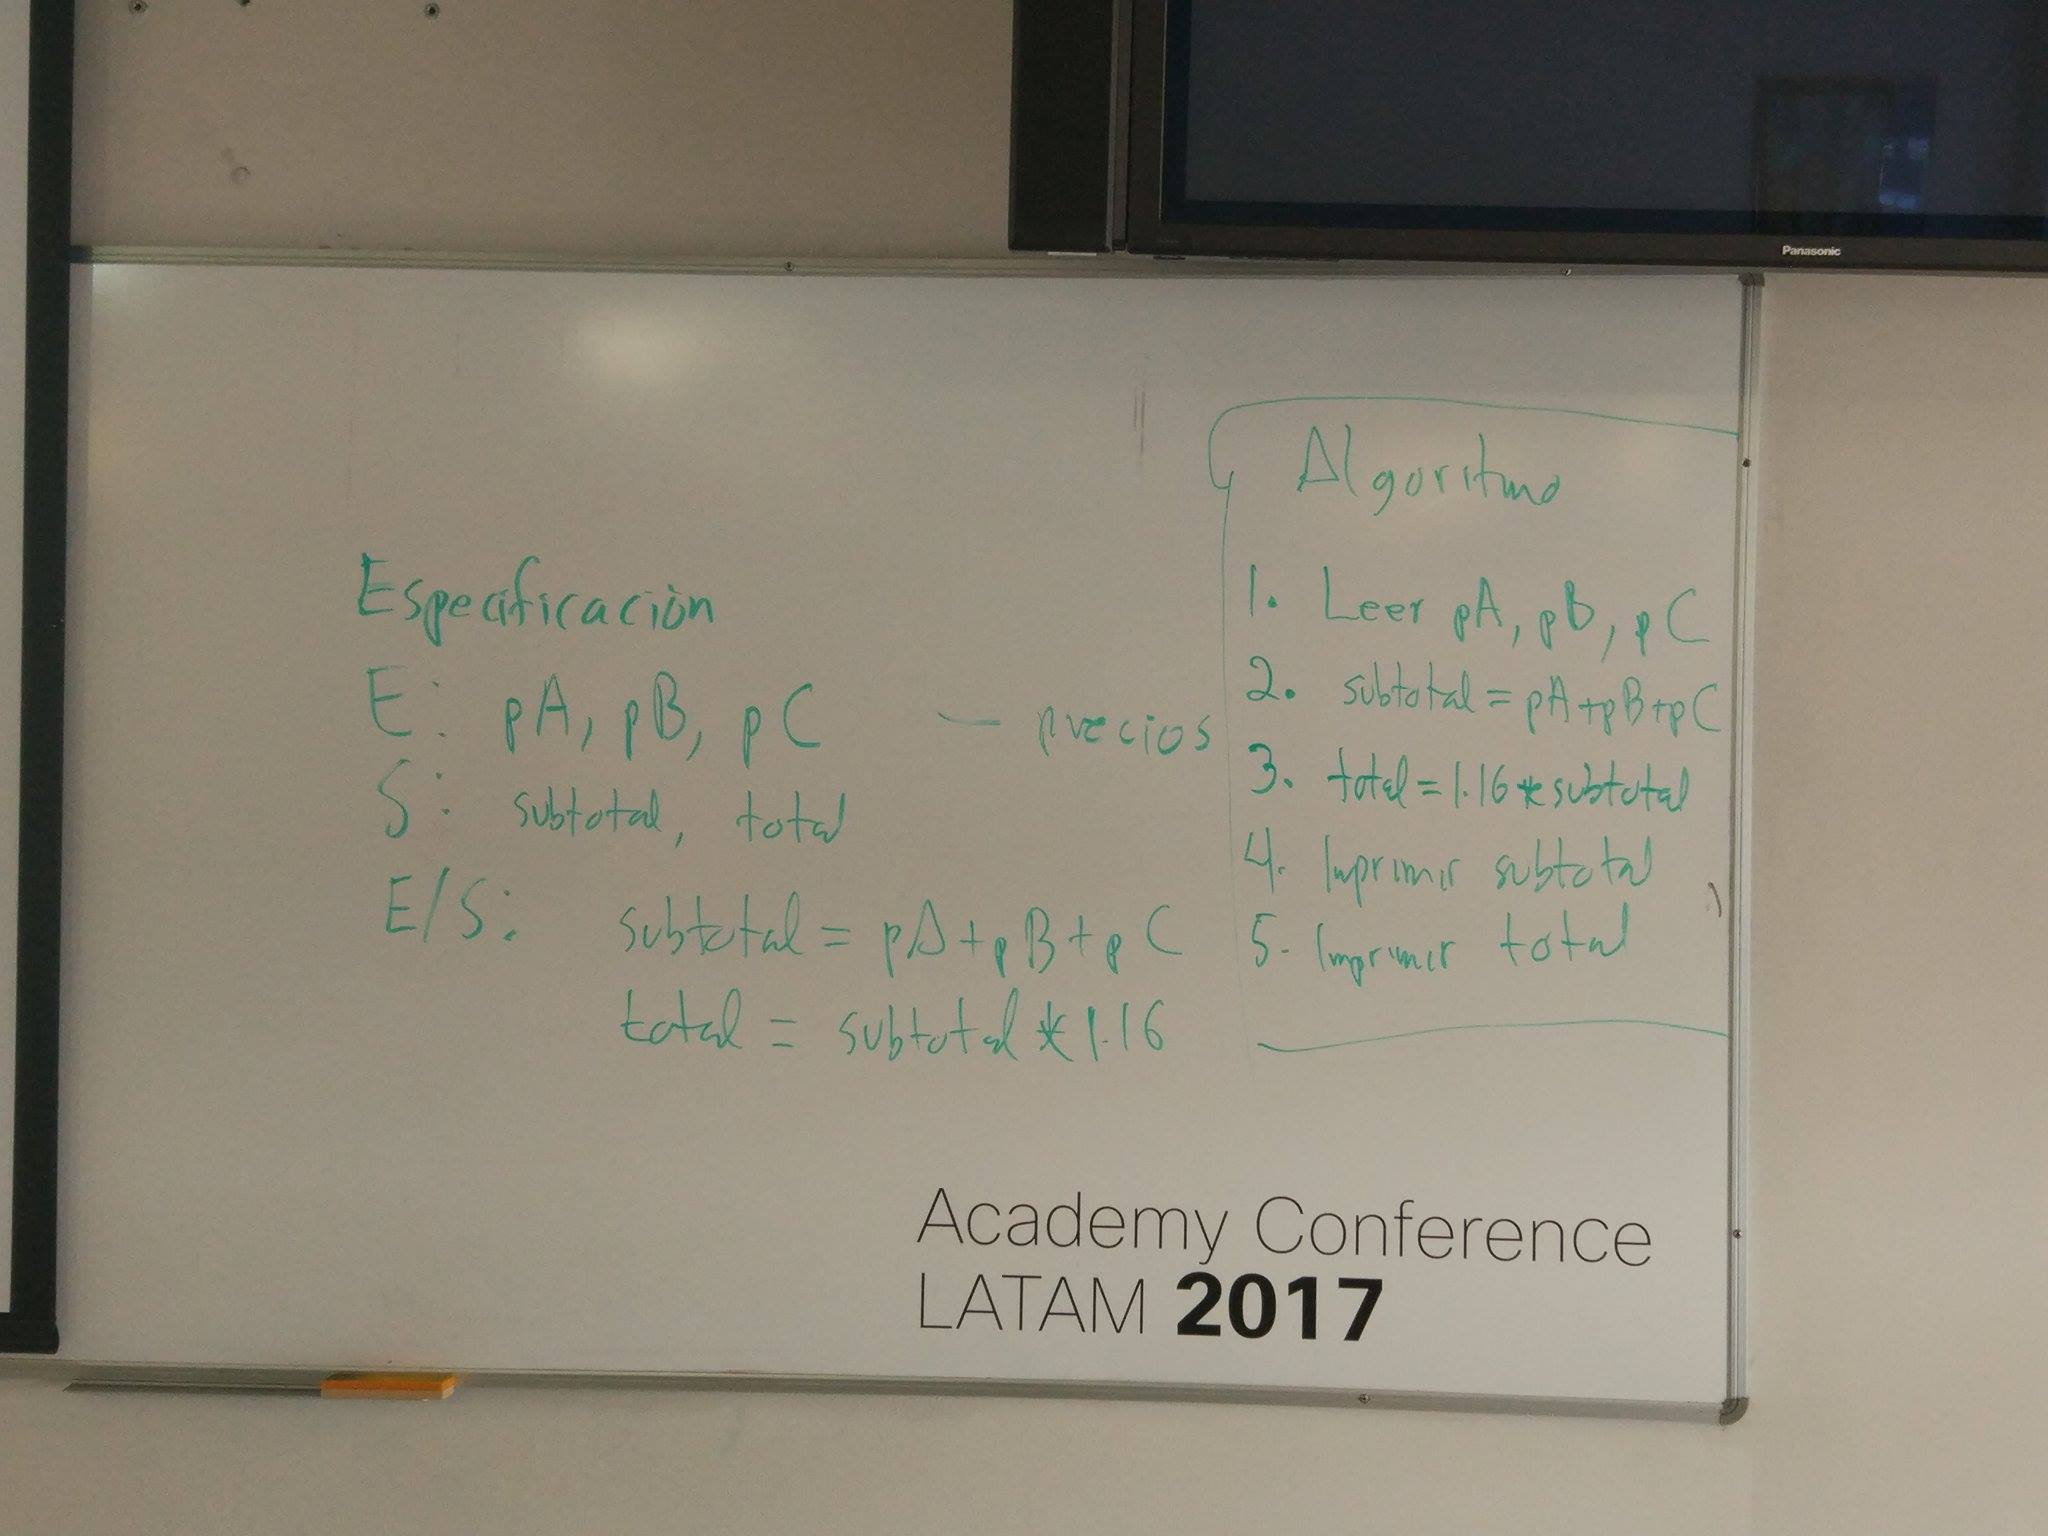 Panasonic
Especificación
E: pA, pB, pC — precios
S: subtotal, total
E/S: subtotal = pA+pB+pC
total = subtotal * 1.16
Algoritmo
1. Leer pA, pB, pC
2. subtotal = pA+pB+pC
3. total = 1.16 * subtotal
4. Imprimir subtotal
5. Imprimir total
Academy Conference
LATAM 2017